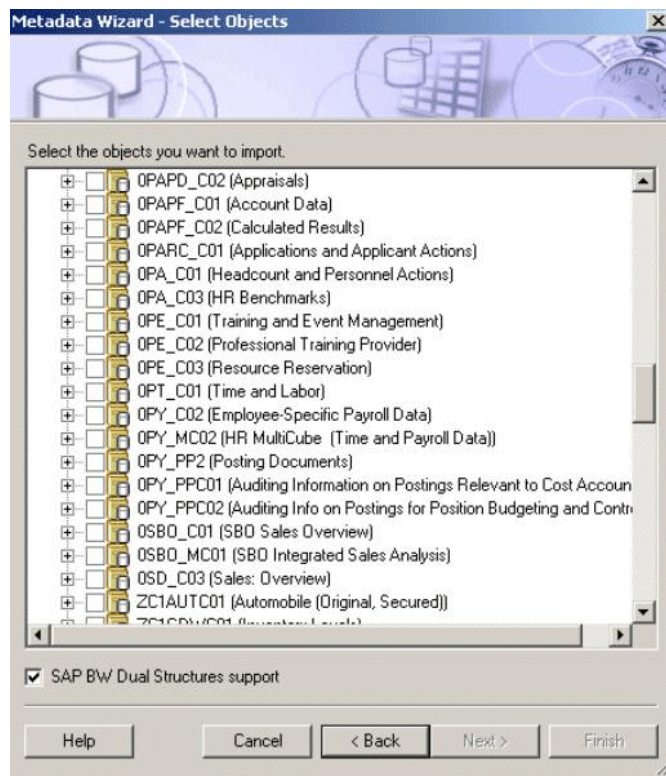 Metadata Wizard - Select Objects
Select the objects you want to import.
0PAPD_C02 (Appraisals)
0PAPF_C01 (Account Data)
0PAPF_C02 (Calculated Results)
0PARC_C01 (Applications and Applicant Actions)
0PA_C01 (Headcount and Personnel Actions)
0PA_C03 (HR Benchmarks)
0PE_C01 (Training and Event Management)
0PE_C02 (Professional Training Provider)
0PE_C03 (Resource Reservation)
0PT_C01 (Time and Labor)
0PY_C02 (Employee-Specific Payroll Data)
0PY_MC02 (HR MultiCube (Time and Payroll Data))
0PY_PP2 (Posting Documents)
0PY_PPC01 (Auditing Information on Postings Relevant to Cost Accoun
0PY_PPC02 (Auditing Info on Postings for Position Budgeting and Contr
0SBO_C01 (SBO Sales Overview)
0SBO_MC01 (SBO Integrated Sales Analysis)
0SD_C03 (Sales: Overview)
ZC1AUTC01 (Automobile (Original, Secured))
SAP BW Dual Structures support
Help Cancel < Back Next > Finish